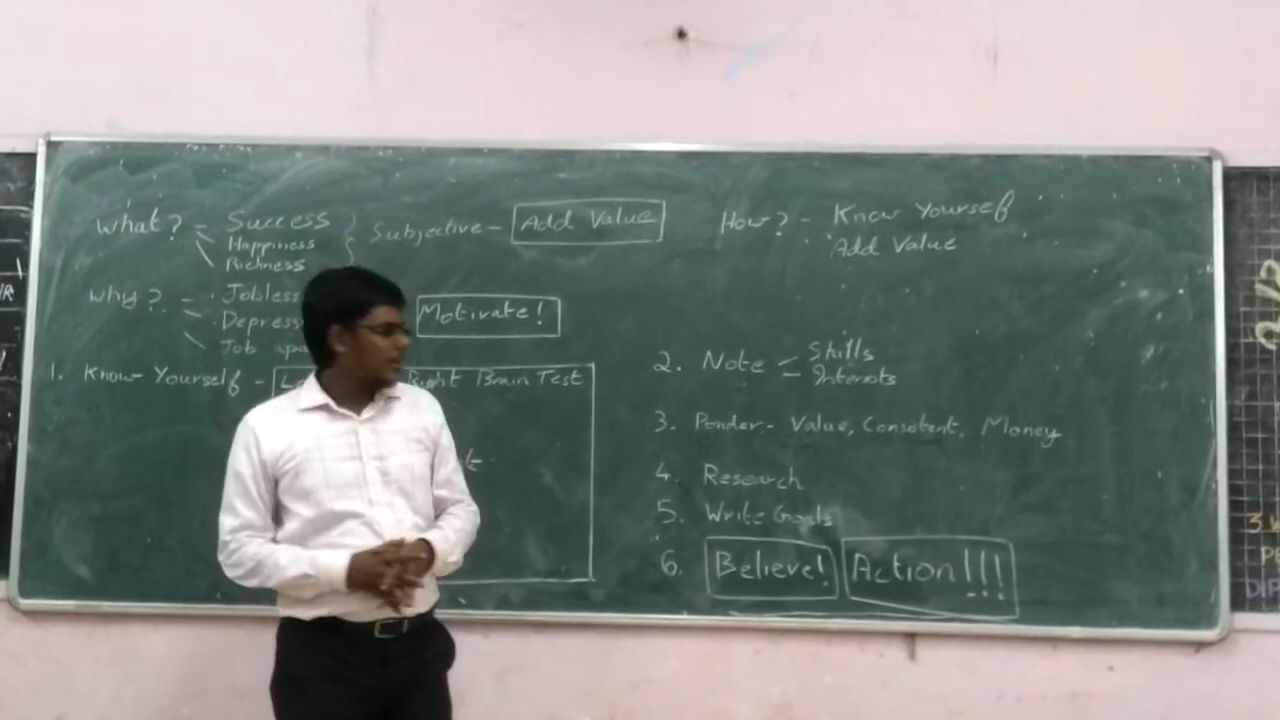 What? - Success } Subjective - Add Value
Happiness
Richness
Why? - Jobless
Depress
Job
Motivate!
1. Know Yourself - Right Brain Test
How? - Know Yourself
Add Value
2. Note - Skills
- Interests
3. Ponder - Value, Consotent, Money
4. Research
5. Write Goals
6. Believe! Action!!!